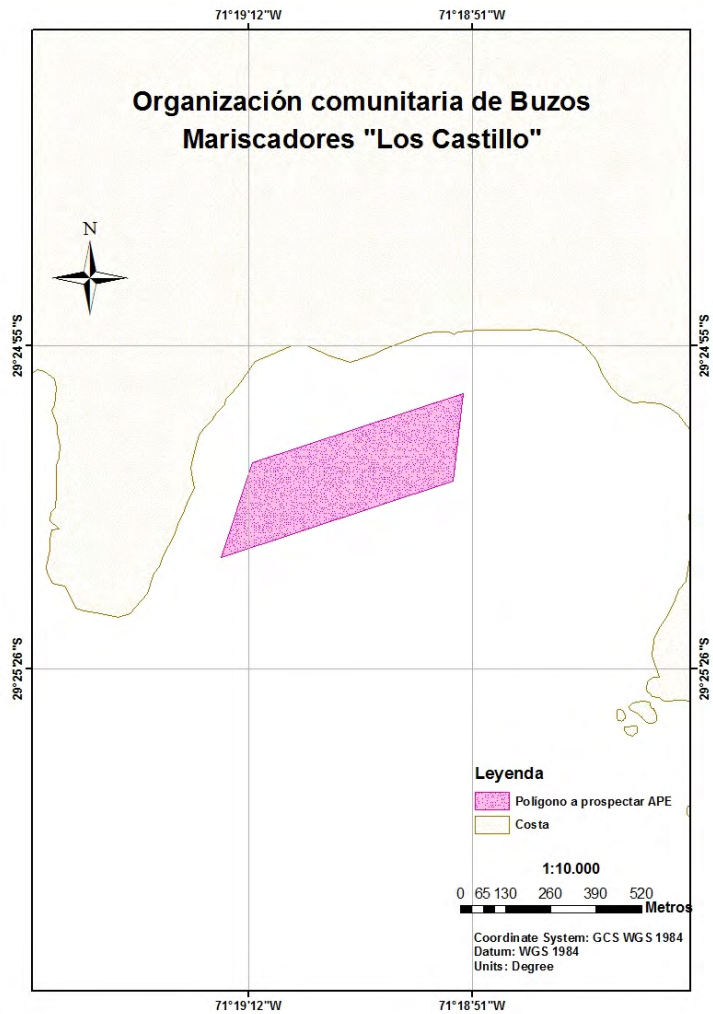 71°19'12"W 71°18'51"W
Organización comunitaria de Buzos
Mariscadores "Los Castillo"
N
29°24'55"S 29°24'55"S
29°25'26"S 29°25'26"S
Leyenda
Polígono a prospectar APE
Costa
1:10.000
0 65 130 260 390 520
Metros
Coordinate System: GCS WGS 1984
Datum: WGS 1984
Units: Degree
71°19'12"W 71°18'51"W